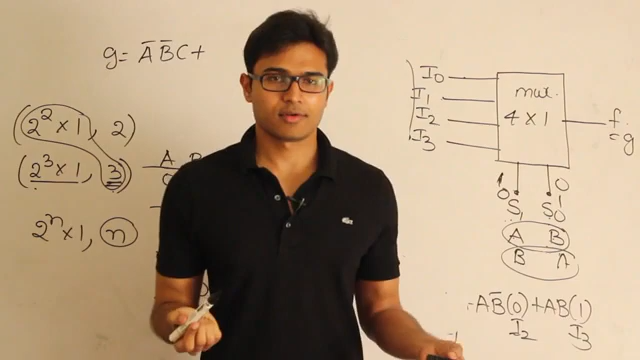 g = A̅ B̅ C +
(2² × 1, 2)
(2³ × 1, 3)
2ⁿ × 1, n
A B
0
I₀
I₁
I₂
I₃
mux
4 × 1
f
= g
1 0
0 1
S₁ S₀
A B
B A
AB̅(0) + AB(1)
I₂ I₃